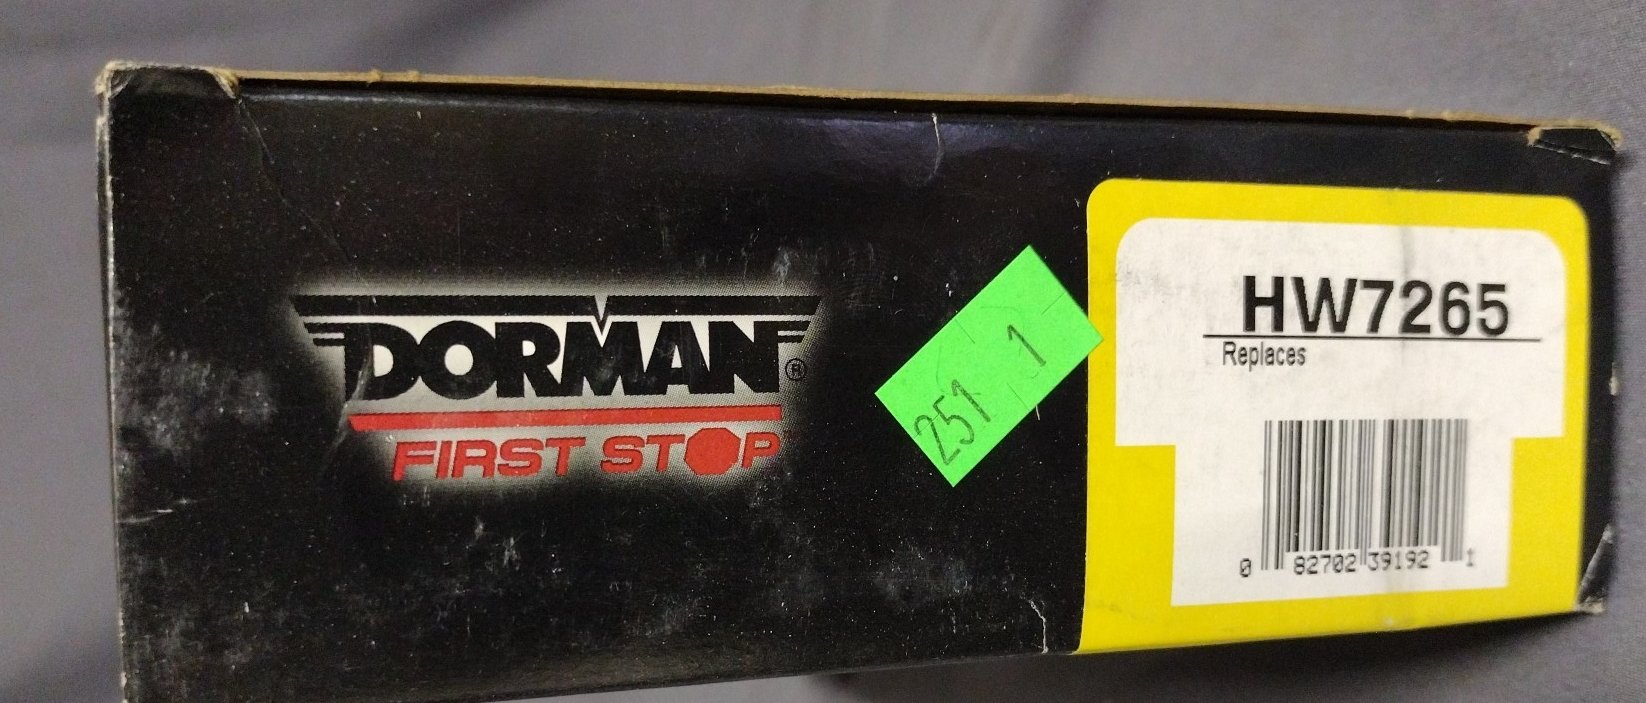 DORMAN®
FIRST STOP
251 1
HW7265
Replaces
0 82702 39192 1